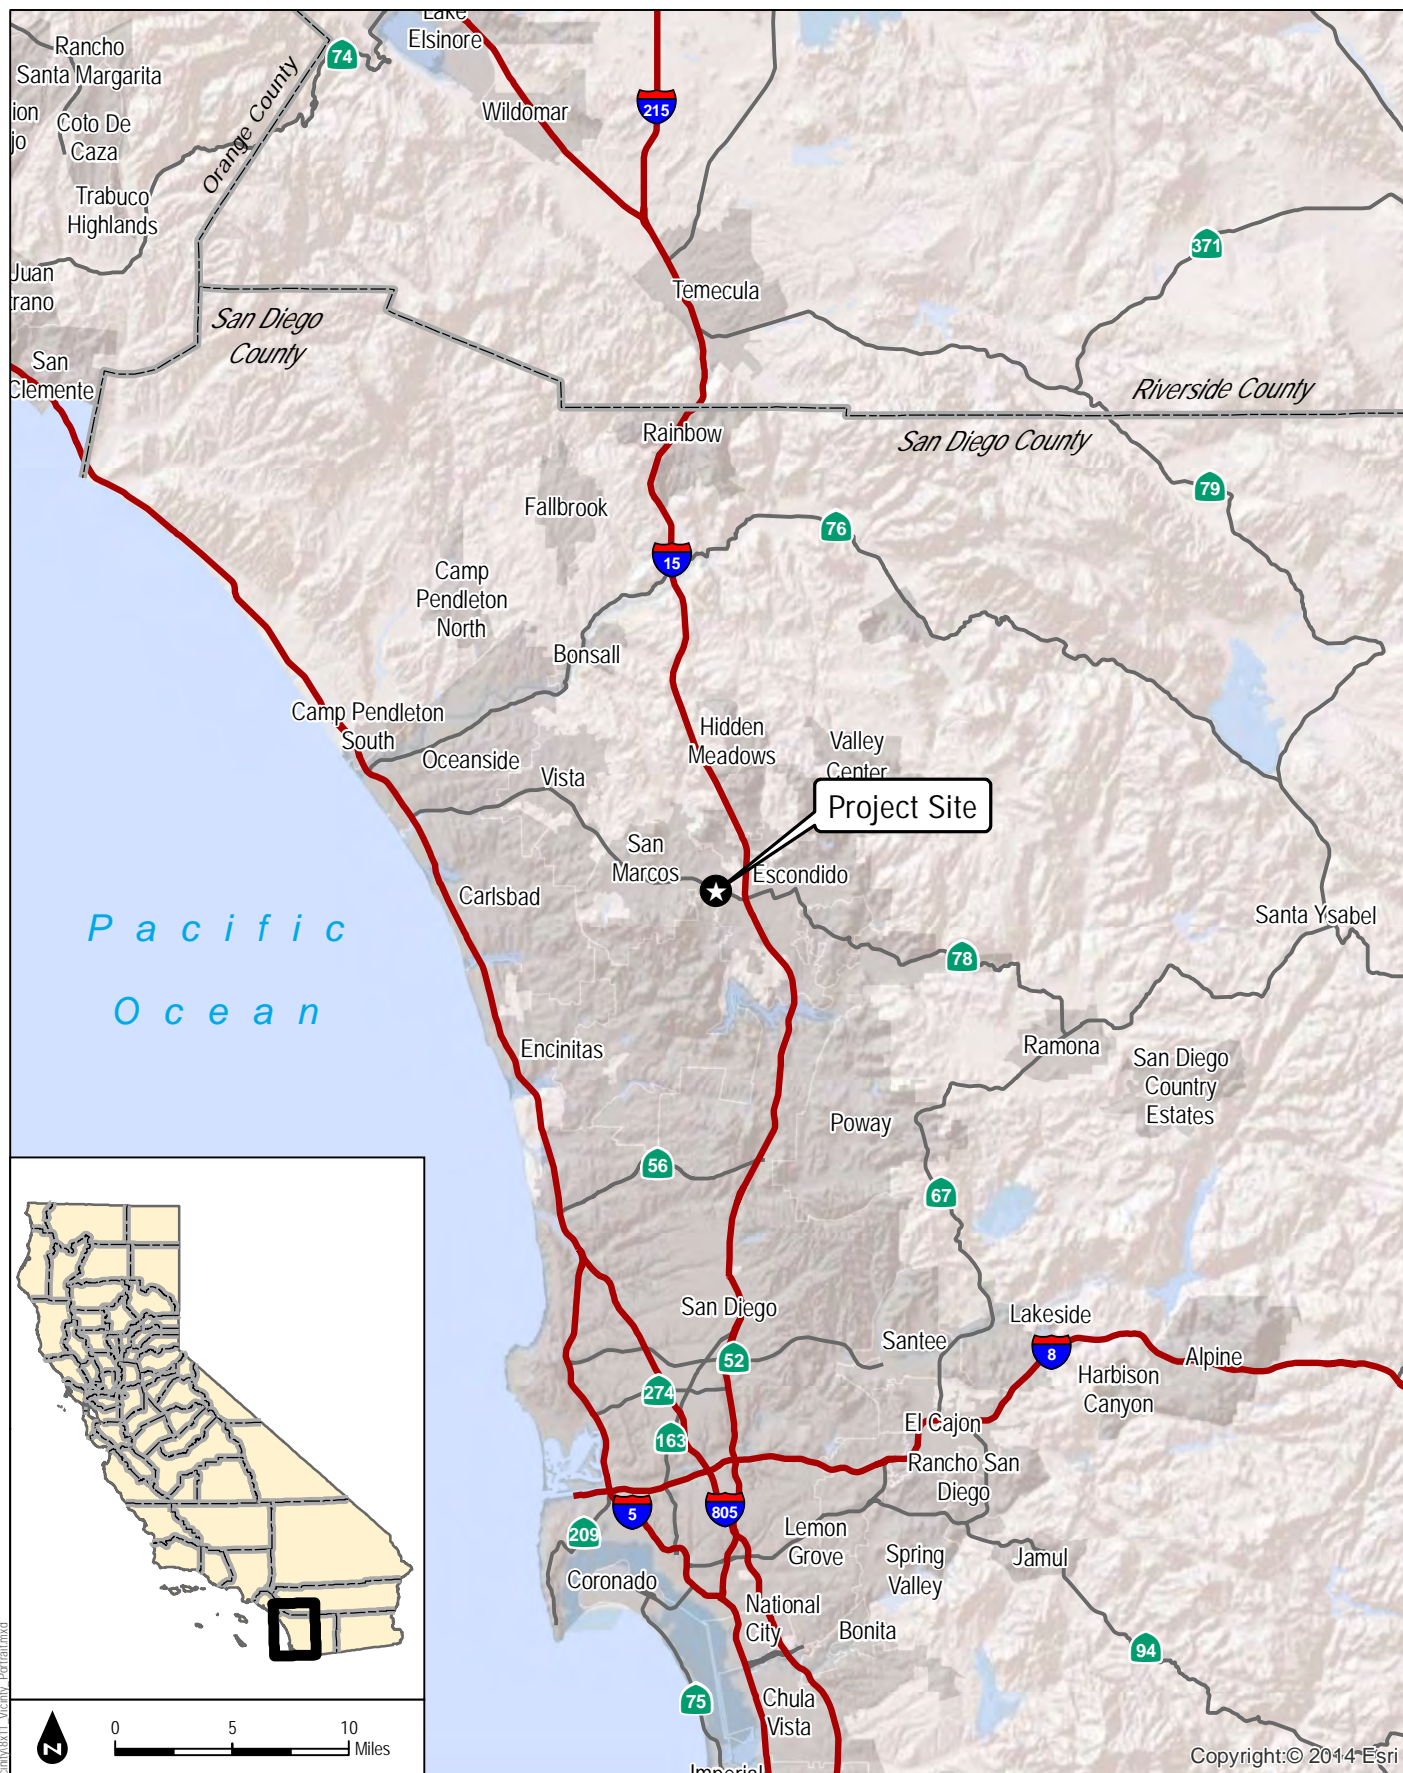 Lake
Elsinore
Rancho
Santa Margarita
74
Orange County
215
Wildomar
Coto De
Caza
Trabuco
Highlands
371
Juan
Temecula
San Diego
County
San
Clemente
Riverside County
San Diego County
Rainbow
79
Fallbrook
76
15
Camp
Pendleton
North
Bonsall
Camp Pendleton
South
Hidden
Meadows
Valley
Center
Oceanside
Vista
Project Site
San
Marcos
Escondido
Carlsbad
Santa Ysabel
Pacific
Ocean
78
Encinitas
Ramona
San Diego
Country
Estates
Poway
56
67
San Diego
Lakeside
Santee
8
52
Alpine
Harbison
Canyon
274
El Cajon
163
Rancho San
Diego
5
805
209
Lemon
Grove
Spring
Valley
Jamul
Coronado
National
City
Bonita
94
75
Chula
Vista
Imperial
N
0 5 10
Miles
Copyright:© 2014 Esri